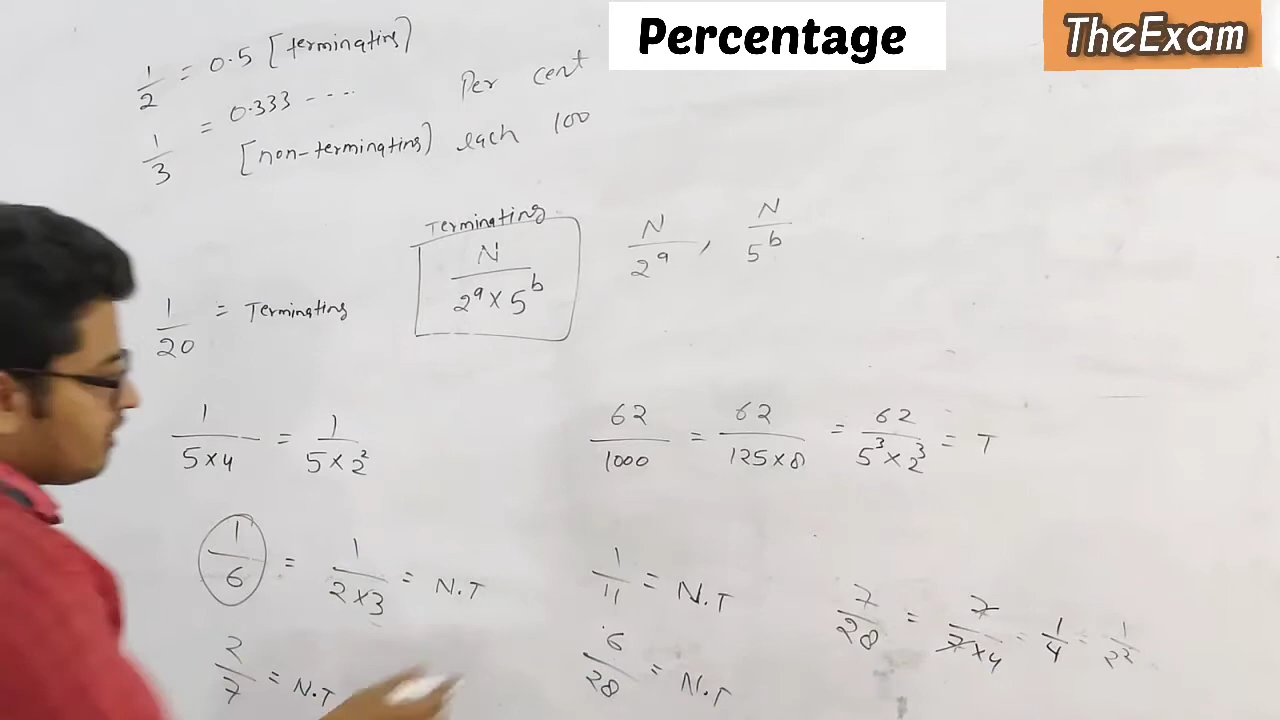 Percentage
TheExam
1/2 = 0.5 [terminating]
1/3 = 0.333 ----
[non-terminating]
Per cent
each 100
Terminating
N/2^a × 5^b
N/2^a , N/5^b
1/20 = Terminating
1/5×4 = 1/5×2^2
62/1000 = 62/125×8 = 62/5^3×2^3 = T
1/6 = 1/2×3 = N.T
1/11 = N.T
7/28 = 7/7×4 = 1/4 = 1/2^2
2/7 = N.T
6/28 = N.T